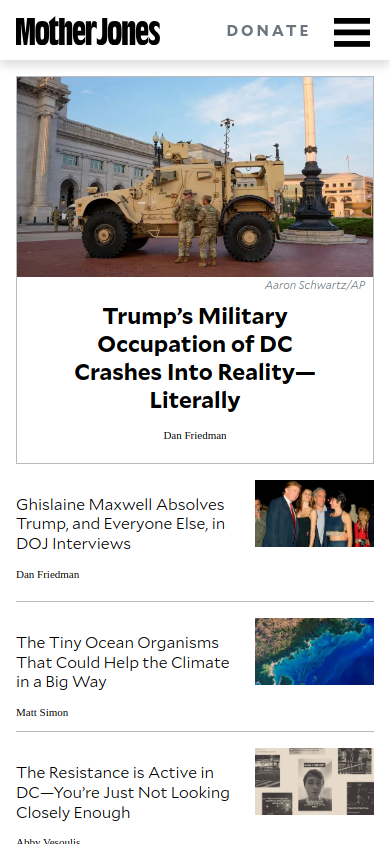 Mother Jones
DONATE
Aaron Schwartz/AP
Trump’s Military
Occupation of DC
Crashes Into Reality—
Literally
Dan Friedman
Ghislaine Maxwell Absolves
Trump, and Everyone Else, in
DOJ Interviews
Dan Friedman
The Tiny Ocean Organisms
That Could Help the Climate
in a Big Way
Matt Simon
The Resistance is Active in
DC—You’re Just Not Looking
Closely Enough
Abby Vesoulis